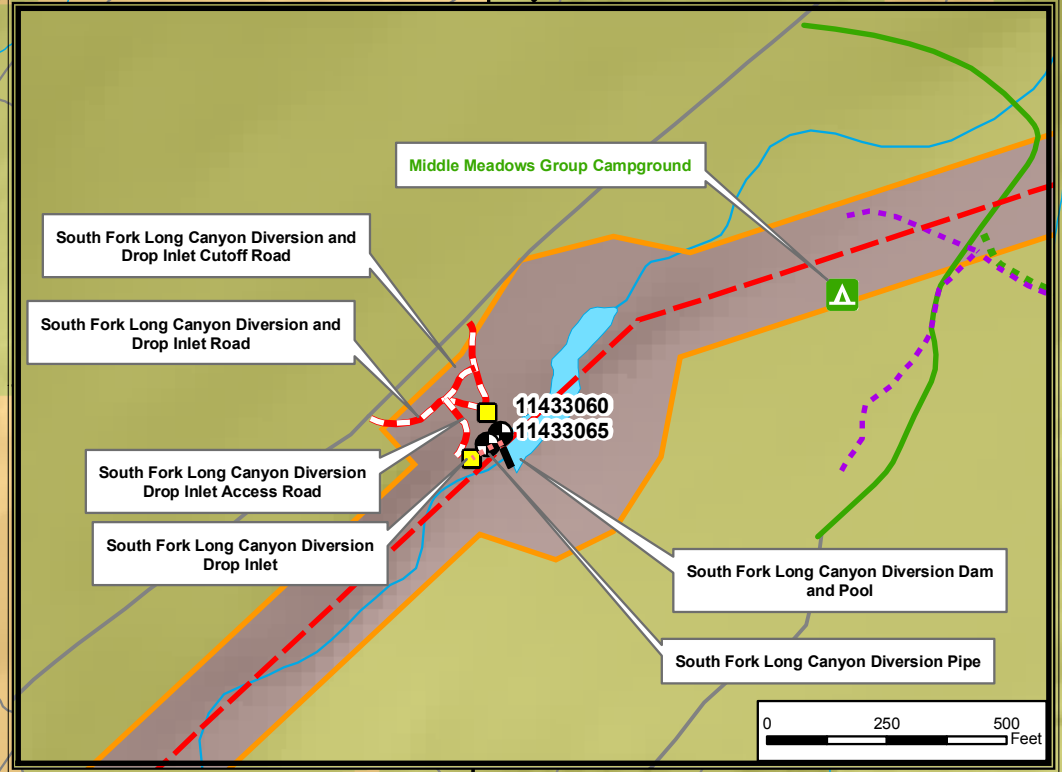 Middle Meadows Group Campground
South Fork Long Canyon Diversion and
Drop Inlet Cutoff Road
South Fork Long Canyon Diversion and
Drop Inlet Road
11433060
11433065
South Fork Long Canyon Diversion
Drop Inlet Access Road
South Fork Long Canyon Diversion
Drop Inlet
South Fork Long Canyon Diversion Dam
and Pool
South Fork Long Canyon Diversion Pipe
0 250 500
Feet